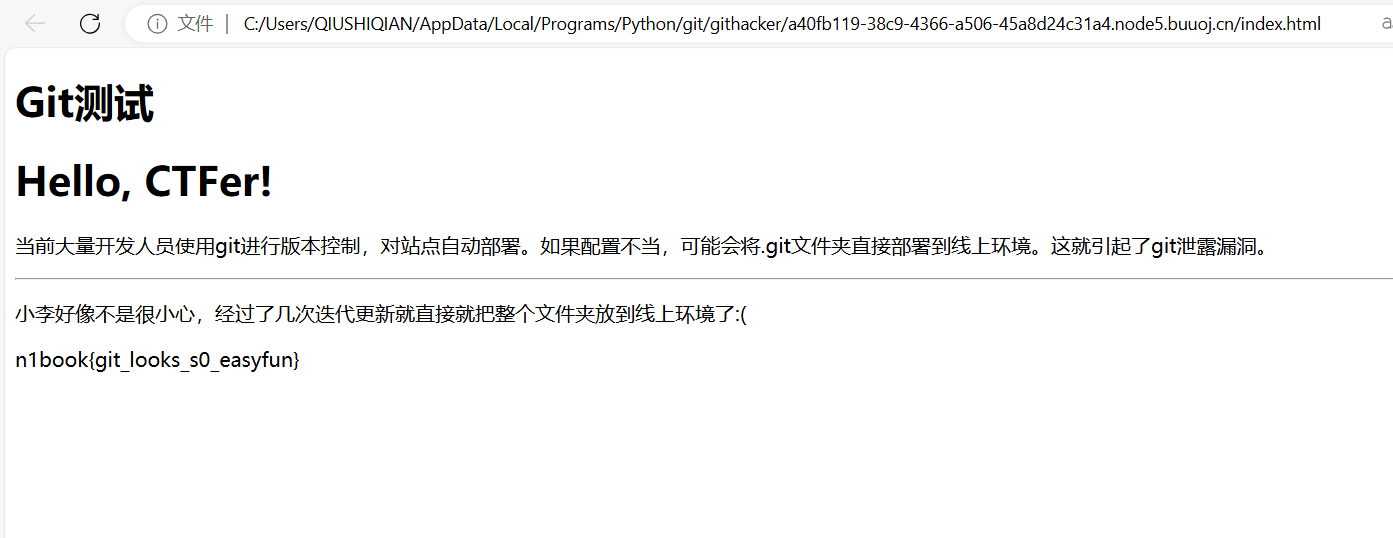 文件 | C:/Users/QIUSHIQIAN/AppData/Local/Programs/Python/git/githacker/a40fb119-38c9-4366-a506-45a8d24c31a4.node5.buuoj.cn/index.html
Git测试
Hello, CTFer!
当前大量开发人员使用git进行版本控制，对站点自动部署。如果配置不当，可能会将.git文件夹直接部署到线上环境。这就引起了git泄露漏洞。
小李好像不是很小心，经过了几次迭代更新就直接就把整个文件夹放到线上环境了:(
n1book{git_looks_s0_easyfun}